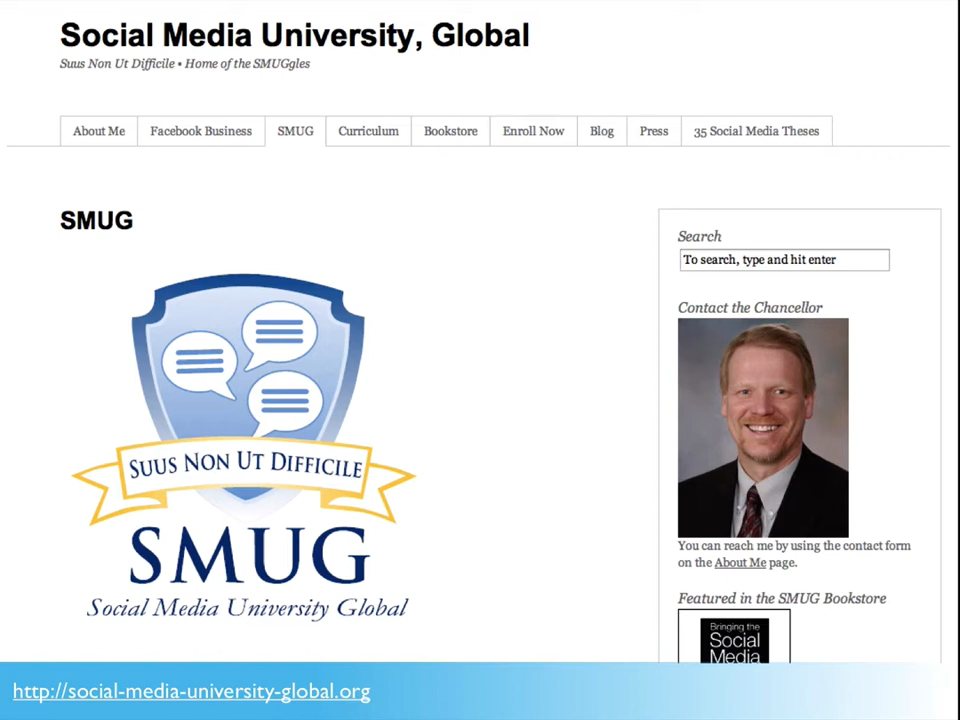 Social Media University, Global
Suus Non Ut Difficile • Home of the SMUGgles
About Me Facebook Business SMUG Curriculum Bookstore Enroll Now Blog Press 35 Social Media Theses
SMUG
SUUS NON UT DIFFICILE
SMUG
Social Media University Global
Search
To search, type and hit enter
Contact the Chancellor
You can reach me by using the contact form
on the About Me page.
Featured in the SMUG Bookstore
Bringing the
Social
Media
http://social-media-university-global.org